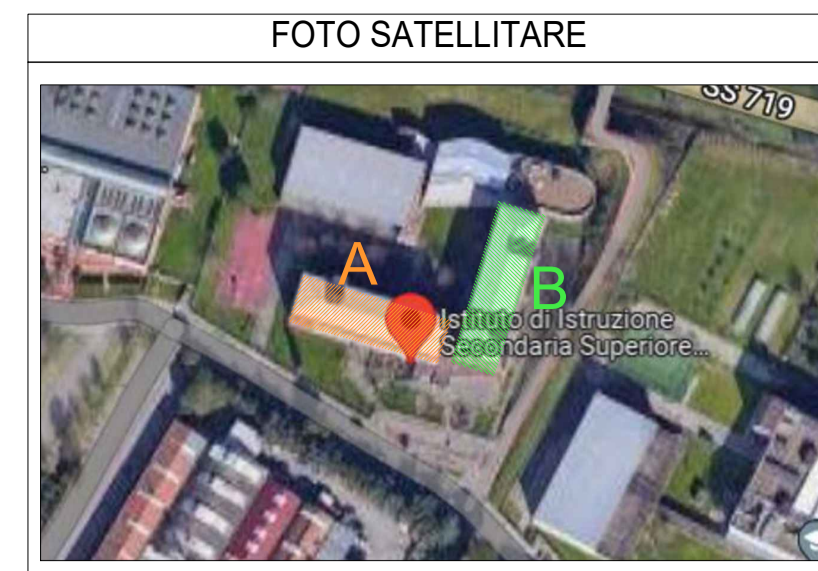 FOTO SATELLITARE
SS 719
A
B
Istituto di Istruzione
Secondaria Superiore...